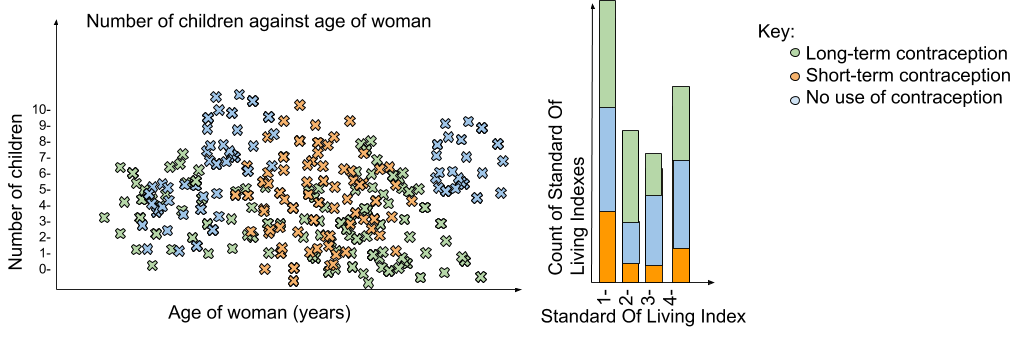 Number of children against age of woman
Number of children
10-
9-
8-
7-
6-
5-
4-
3-
2-
1-
0-
Age of woman (years)
Count of Standard Of
Living Indexes
1-
2-
3-
4-
Standard Of Living Index
Key:
Long-term contraception
Short-term contraception
No use of contraception